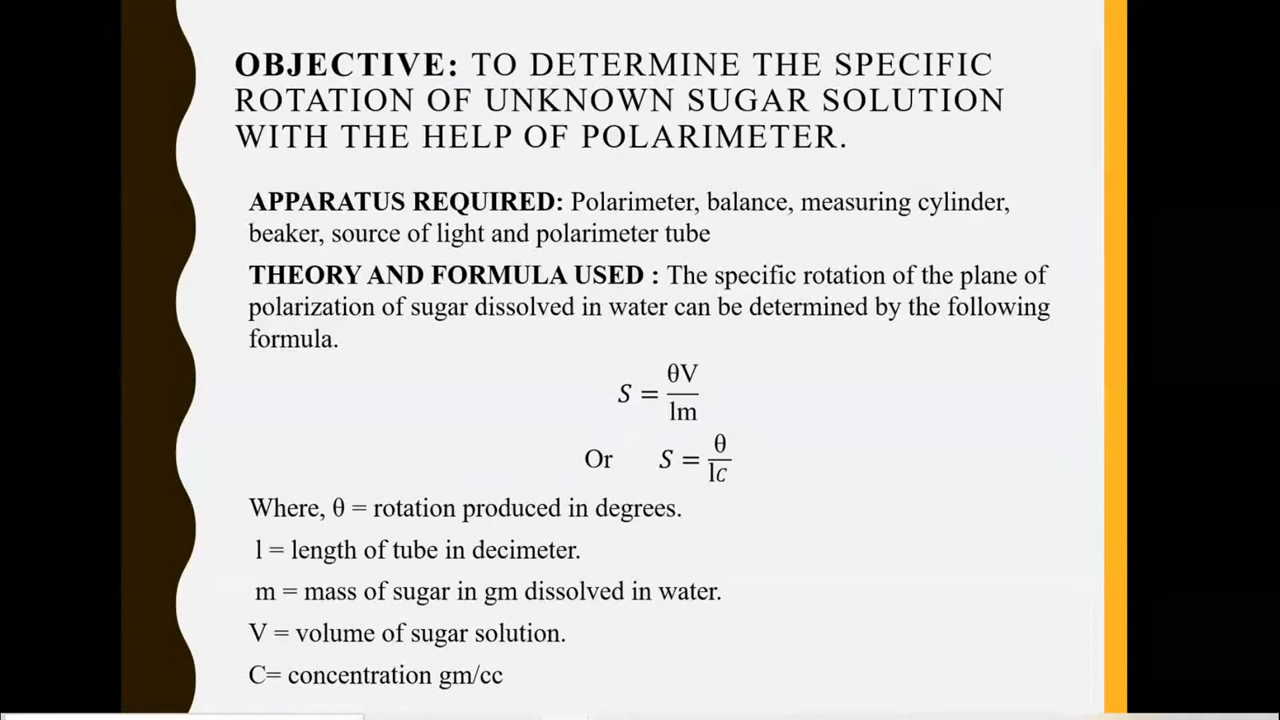 OBJECTIVE: TO DETERMINE THE SPECIFIC
ROTATION OF UNKNOWN SUGAR SOLUTION
WITH THE HELP OF POLARIMETER.
APPARATUS REQUIRED: Polarimeter, balance, measuring cylinder,
beaker, source of light and polarimeter tube
THEORY AND FORMULA USED : The specific rotation of the plane of
polarization of sugar dissolved in water can be determined by the following
formula.
S = θV/lm
Or S = θ/lC
Where, θ = rotation produced in degrees.
l = length of tube in decimeter.
m = mass of sugar in gm dissolved in water.
V = volume of sugar solution.
C= concentration gm/cc